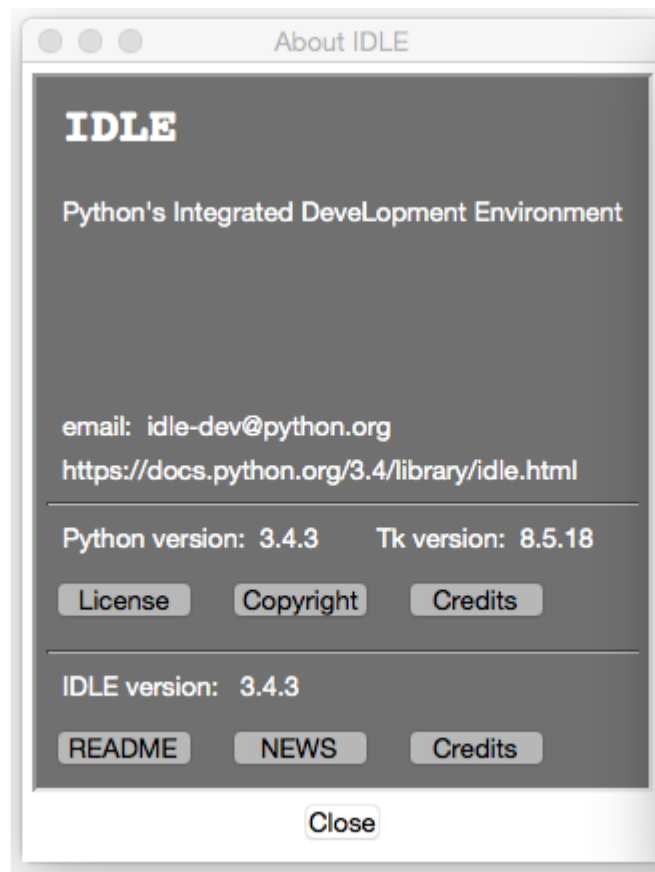 About IDLE
IDLE
Python's Integrated DeveLopment Environment
email:  idle-dev@python.org
https://docs.python.org/3.4/library/idle.html
Python version:  3.4.3 Tk version:  8.5.18
License Copyright Credits
IDLE version:  3.4.3
README NEWS Credits
Close